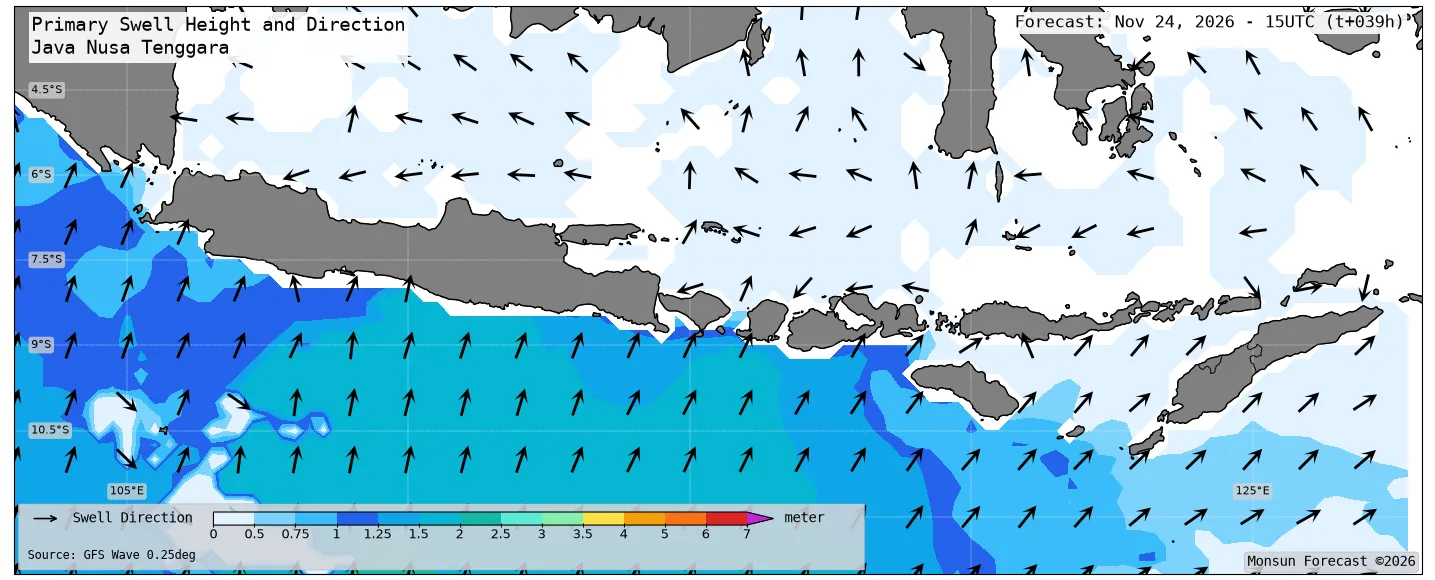 Primary Swell Height and Direction
Java Nusa Tenggara
Forecast: Nov 24, 2026 - 15UTC (t+039h)
4.5°S
6°S
7.5°S
9°S
10.5°S
105°E
125°E
Swell Direction
0 0.5 0.75 1 1.25 1.5 2 2.5 3 3.5 4 5 6 7
meter
Source: GFS Wave 0.25deg
Monsun Forecast ©2026